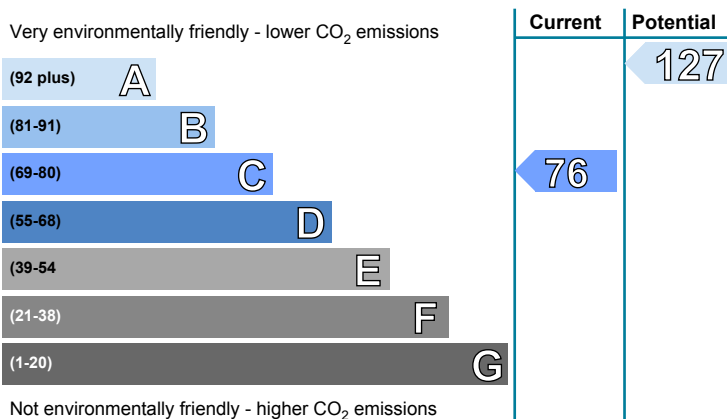 Current Potential
Very environmentally friendly - lower CO2 emissions
127
(92 plus) A
(81-91) B
(69-80) C 76
(55-68) D
(39-54 E
(21-38) F
(1-20) G
Not environmentally friendly - higher CO2 emissions